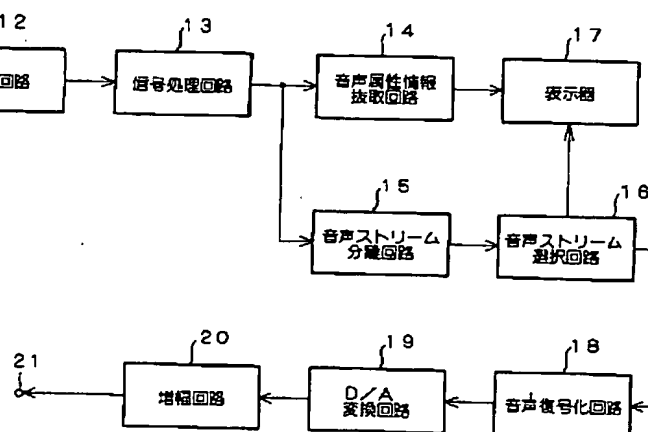 12
回路
13
信号処理回路
14
音声属性情報
抜取回路
17
表示器
15
音声ストリーム
分離回路
16
音声ストリーム
選択回路
21
20
増幅回路
19
D/A
変換回路
18
音声復号化回路